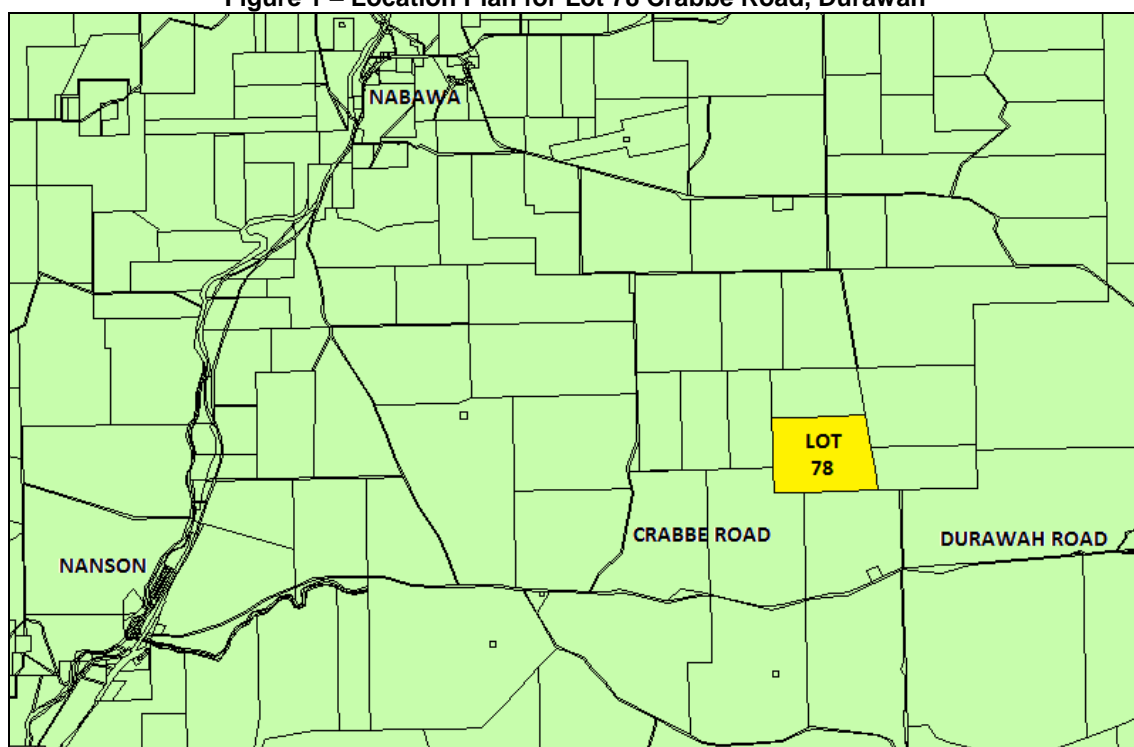 Figure 1 – Location Plan for Lot 78 Crabbe Road, Durawah
NABAWA
LOT
78
CRABBE ROAD
DURAWAH ROAD
NANSON